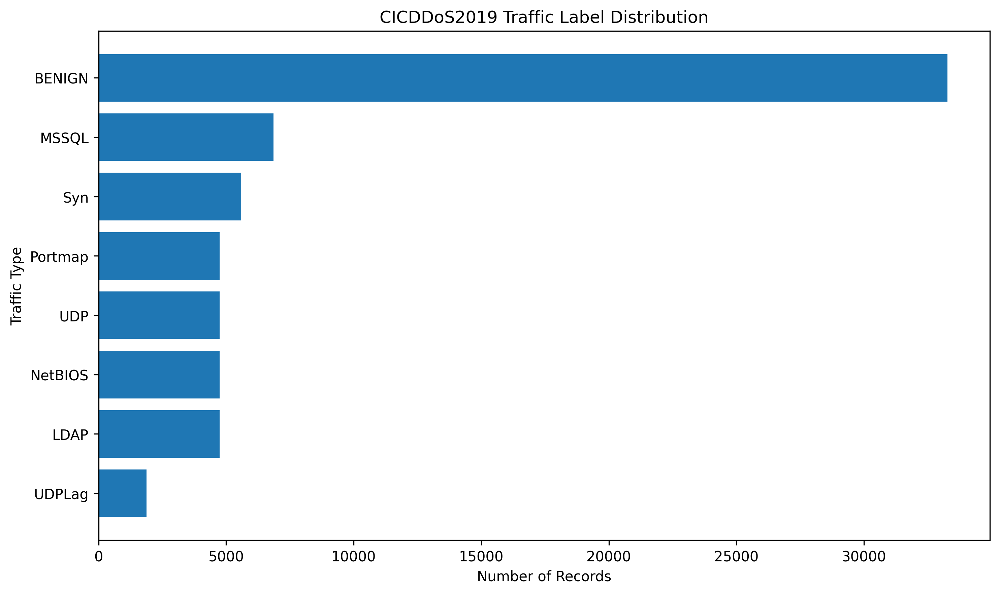 CICDDoS2019 Traffic Label Distribution
BENIGN
MSSQL
Syn
Portmap
UDP
NetBIOS
LDAP
UDPLag
Traffic Type
0 5000 10000 15000 20000 25000 30000
Number of Records